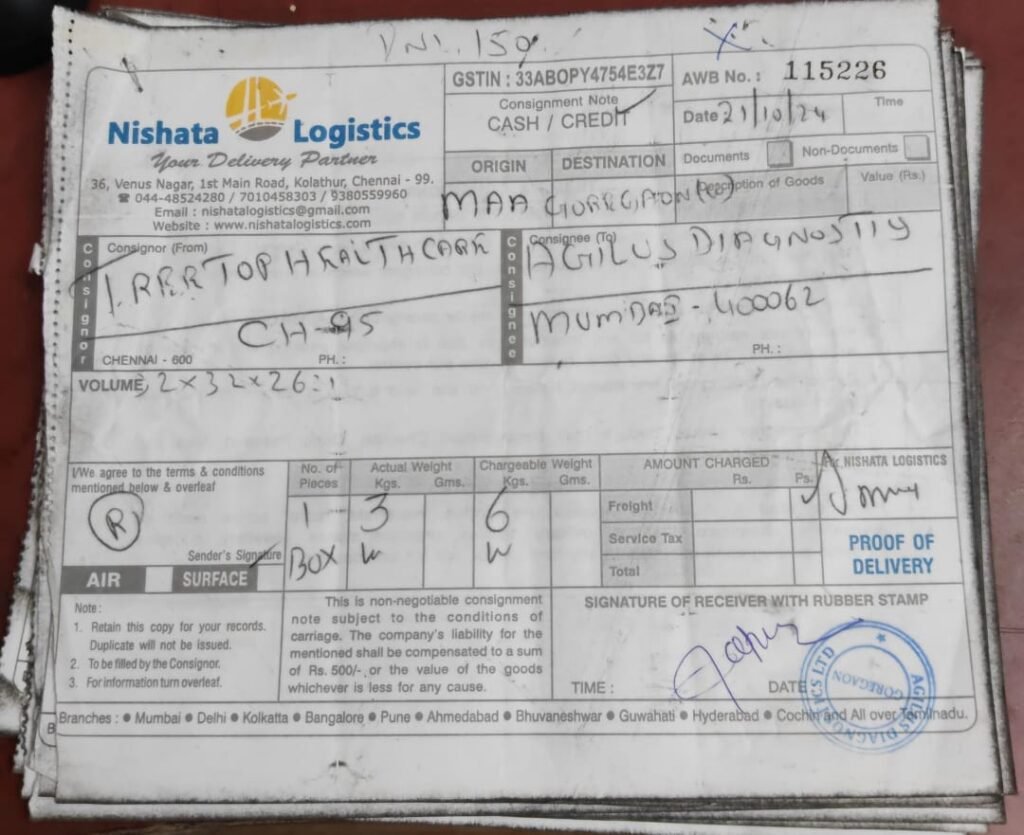 GSTIN : 33ABOPY4754E3Z7
AWB No. : 115226
Nishata Logistics
Your Delivery Partner
36, Venus Nagar, 1st Main Road, Kolathur, Chennai - 99.
☎ 044-48524280 / 7010458303 / 9380559960
Email : nishatalogistics@gmail.com
Website : www.nishatalogistics.com
Consignment Note
CASH / CREDIT
Date 21/10/24
Time
ORIGIN
DESTINATION
Documents
Non-Documents
MAA
Description of Goods
Value (Rs.)
Consignor
Consignor (From)
TOP HEALTHCARE
CH-95
CHENNAI - 600
PH. :
Consignee
Consignee (To)
AGILUS DIAGNOSTIY
MUMBAI - 400062
PH. :
VOLUME 32×32×26=1
I/We agree to the terms & conditions
mentioned below & overleaf
R
Sender's Signature
AIR
SURFACE
No. of Pieces
1
BOX
Actual Weight
Kgs. Gms.
3
Chargeable Weight
Kgs. Gms.
6
AMOUNT CHARGED
Rs. Ps.
Freight
Service Tax
Total
For NISHATA LOGISTICS
PROOF OF
DELIVERY
Note :
1. Retain this copy for your records.
Duplicate will not be issued.
2. To be filled by the Consignor.
3. For information turn overleaf.
This is non-negotiable consignment
note subject to the conditions of
carriage. The company's liability for the
mentioned shall be compensated to a sum
of Rs. 500/- or the value of the goods
whichever is less for any cause.
SIGNATURE OF RECEIVER WITH RUBBER STAMP
TIME :
DATE
AGILUS DIAGNOSTICS LTD
GOREGAON
Branches : ● Mumbai ● Delhi ● Kolkatta ● Bangalore ● Pune ● Ahmedabad ● Bhuvaneshwar ● Guwahati ● Hyderabad ● Cochin and All over Tamilnadu.